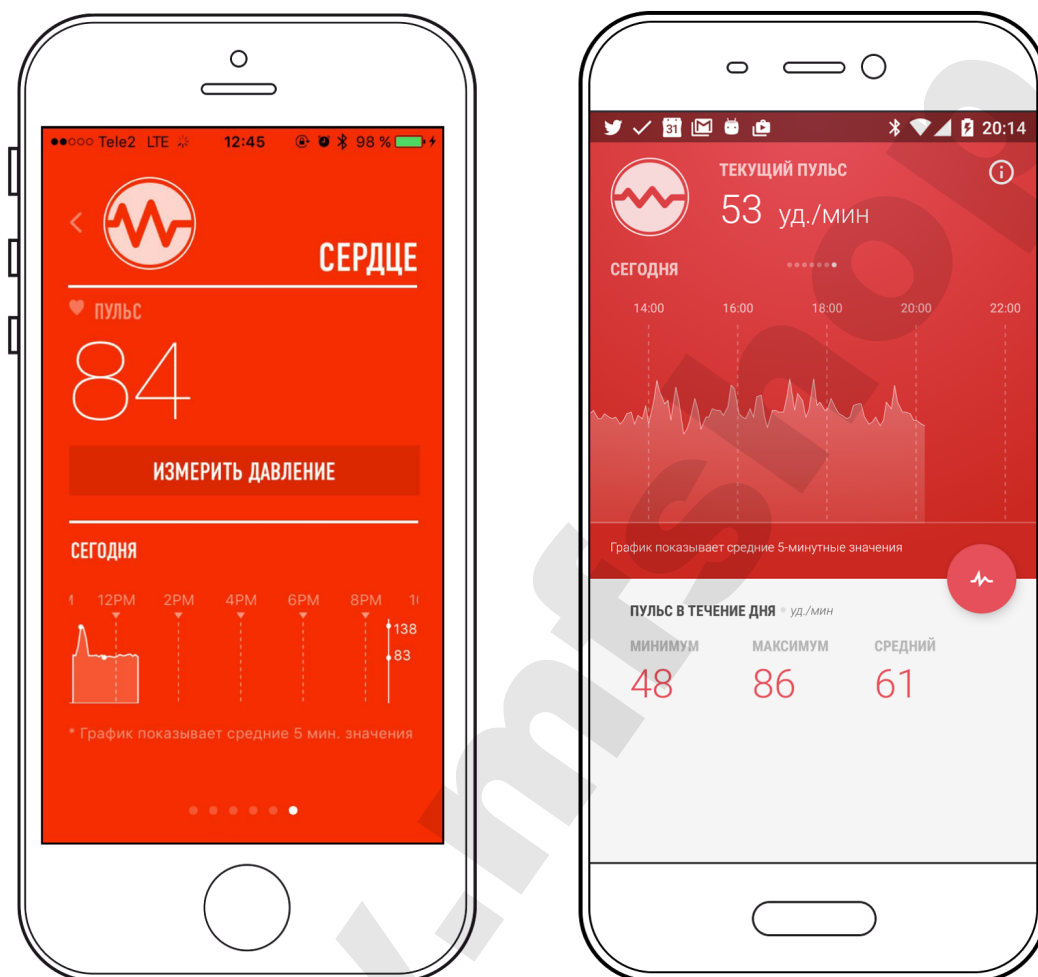 Tele2 LTE 12:45 98 %
СЕРДЦЕ
ПУЛЬС
84
ИЗМЕРИТЬ ДАВЛЕНИЕ
СЕГОДНЯ
12PM 2PM 4PM 6PM 8PM
138
83
* График показывает средние 5 мин. значения
31 20:14
ТЕКУЩИЙ ПУЛЬС
53 уд./мин
СЕГОДНЯ
14:00 16:00 18:00 20:00 22:00
График показывает средние 5-минутные значения
ПУЛЬС В ТЕЧЕНИЕ ДНЯ • уд./мин
МИНИМУМ МАКСИМУМ СРЕДНИЙ
48 86 61